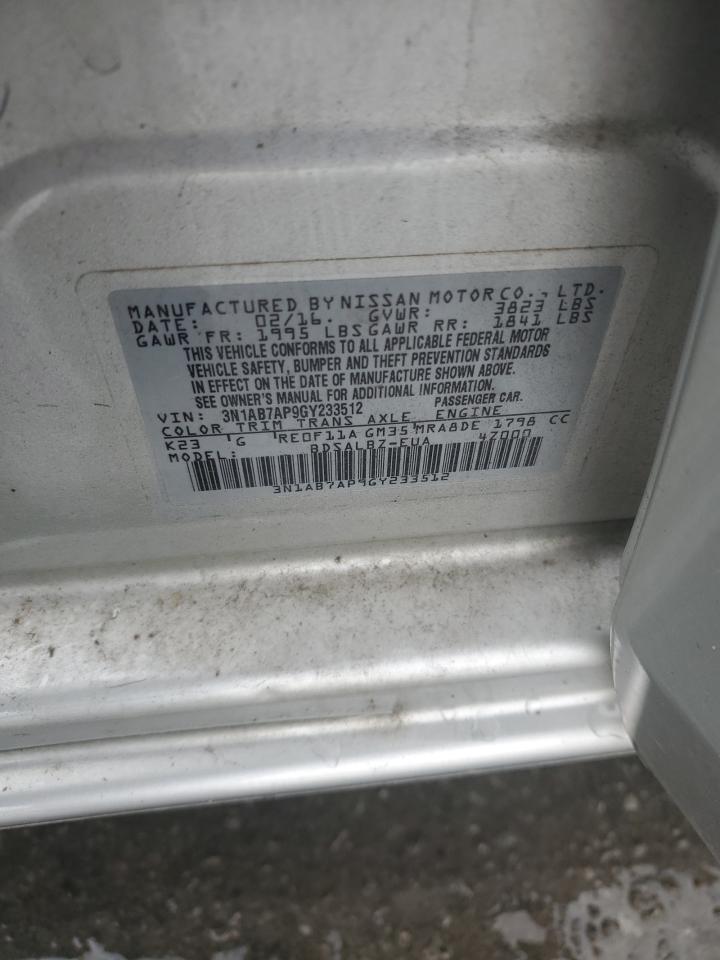 MANUFACTURED BY NISSAN MOTOR CO., LTD.
DATE: 02/16. GVWR: 3823 LBS
GAWR FR: 1995 LBS GAWR RR: 1841 LBS
THIS VEHICLE CONFORMS TO ALL APPLICABLE FEDERAL MOTOR
VEHICLE SAFETY, BUMPER AND THEFT PREVENTION STANDARDS
IN EFFECT ON THE DATE OF MANUFACTURE SHOWN ABOVE.
SEE OWNER'S MANUAL FOR ADDITIONAL INFORMATION.
VIN: 3N1AB7AP9GY233512 PASSENGER CAR.
COLOR TRIM TRANS AXLE ENGINE
K23 G RE0F11A GM35 MRA8DE 1798 CC
MODEL: BDSALBZ-EUA 4Z000
3N1AB7AP9GY233512